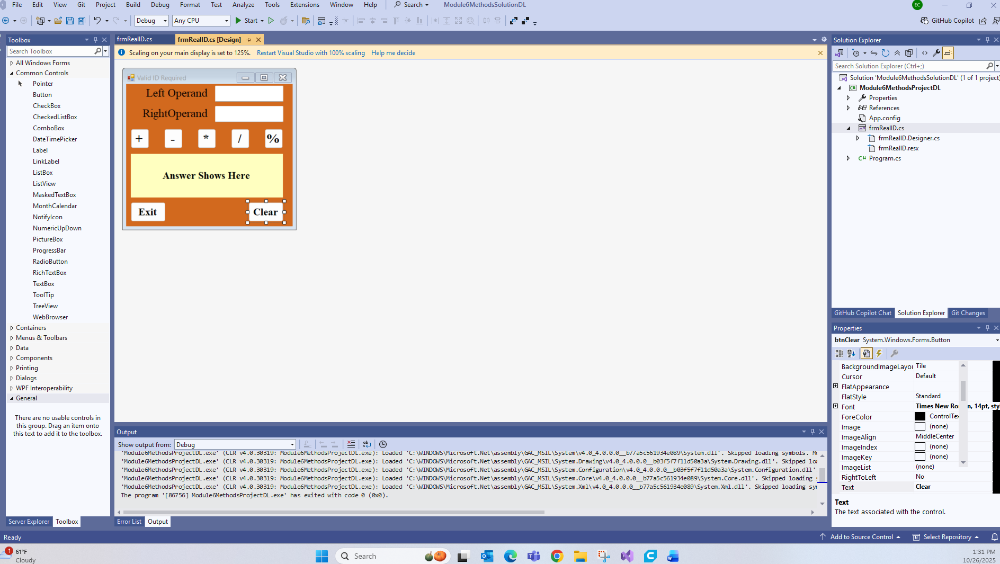 File Edit View Git Project Build Debug Format Test Analyze Tools Extensions Window Help Search Module6MethodsSolutionDL EC
Debug Any CPU Start GitHub Copilot
Toolbox
Search Toolbox
All Windows Forms
Common Controls
Pointer
Button
CheckBox
CheckedListBox
ComboBox
DateTimePicker
Label
LinkLabel
ListBox
ListView
MaskedTextBox
MonthCalendar
NotifyIcon
NumericUpDown
PictureBox
ProgressBar
RadioButton
RichTextBox
TextBox
ToolTip
TreeView
WebBrowser
Containers
Menus & Toolbars
Data
Components
Printing
Dialogs
WPF Interoperability
General
There are no usable controls in
this group. Drag an item onto
this text to add it to the toolbox.
Server Explorer Toolbox
frmRealID.cs frmRealID.cs [Design]
Scaling on your main display is set to 125%. Restart Visual Studio with 100% scaling Help me decide
Valid ID Required
Left Operand
RightOperand
+ - * / %
Answer Shows Here
Exit Clear
Output
Show output from: Debug
'Module6MethodsProjectDL.exe' (CLR v4.0.30319: Module6MethodsProjectDL.exe): Loaded 'C:\WINDOWS\Microsoft.Net\assembly\GAC_MSIL\System\v4.0_4.0.0.0__b77a5c561934e089\System.dll'. Skipped loading symbols.
'Module6MethodsProjectDL.exe' (CLR v4.0.30319: Module6MethodsProjectDL.exe): Loaded 'C:\WINDOWS\Microsoft.Net\assembly\GAC_MSIL\System.Drawing\v4.0_4.0.0.0__b03f5f7f11d50a3a\System.Drawing.dll'. Skipped
'Module6MethodsProjectDL.exe' (CLR v4.0.30319: Module6MethodsProjectDL.exe): Loaded 'C:\WINDOWS\Microsoft.Net\assembly\GAC_MSIL\System.Configuration\v4.0_4.0.0.0__b03f5f7f11d50a3a\System.Configuration.dll'.
'Module6MethodsProjectDL.exe' (CLR v4.0.30319: Module6MethodsProjectDL.exe): Loaded 'C:\WINDOWS\Microsoft.Net\assembly\GAC_MSIL\System.Core\v4.0_4.0.0.0__b77a5c561934e089\System.Core.dll'. Skipped loading
'Module6MethodsProjectDL.exe' (CLR v4.0.30319: Module6MethodsProjectDL.exe): Loaded 'C:\WINDOWS\Microsoft.Net\assembly\GAC_MSIL\System.Xml\v4.0_4.0.0.0__b77a5c561934e089\System.Xml.dll'. Skipped loading
The program '[86756] Module6MethodsProjectDL.exe' has exited with code 0 (0x0).
Error List Output
Solution Explorer
Search Solution Explorer (Ctrl+;)
Solution 'Module6MethodsSolutionDL' (1 of 1 project)
Module6MethodsProjectDL
Properties
References
App.config
frmRealID.cs
frmRealID.Designer.cs
frmRealID.resx
Program.cs
GitHub Copilot Chat Solution Explorer Git Changes
Properties
btnClear System.Windows.Forms.Button
BackgroundImageLayou Tile
Cursor Default
FlatAppearance
FlatStyle Standard
Font Times New Ro n, 14pt, sty
ForeColor ControlTex
Image (none)
ImageAlign MiddleCenter
ImageIndex (none)
ImageKey (none)
ImageList (none)
RightToLeft No
Text Clear
Text
The text associated with the control.
Ready Add to Source Control Select Repository
1 61°F
Cloudy
Search
1:31 PM
10/26/2025